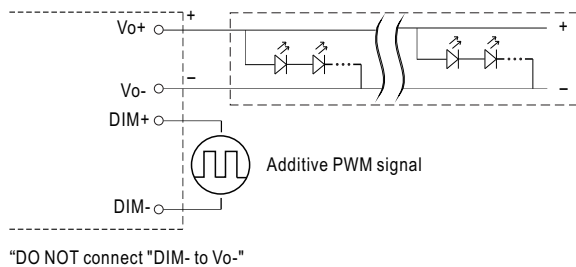 Vo+
+
+
Vo-
–
–
DIM+
Additive PWM signal
DIM-
“DO NOT connect "DIM- to Vo-"